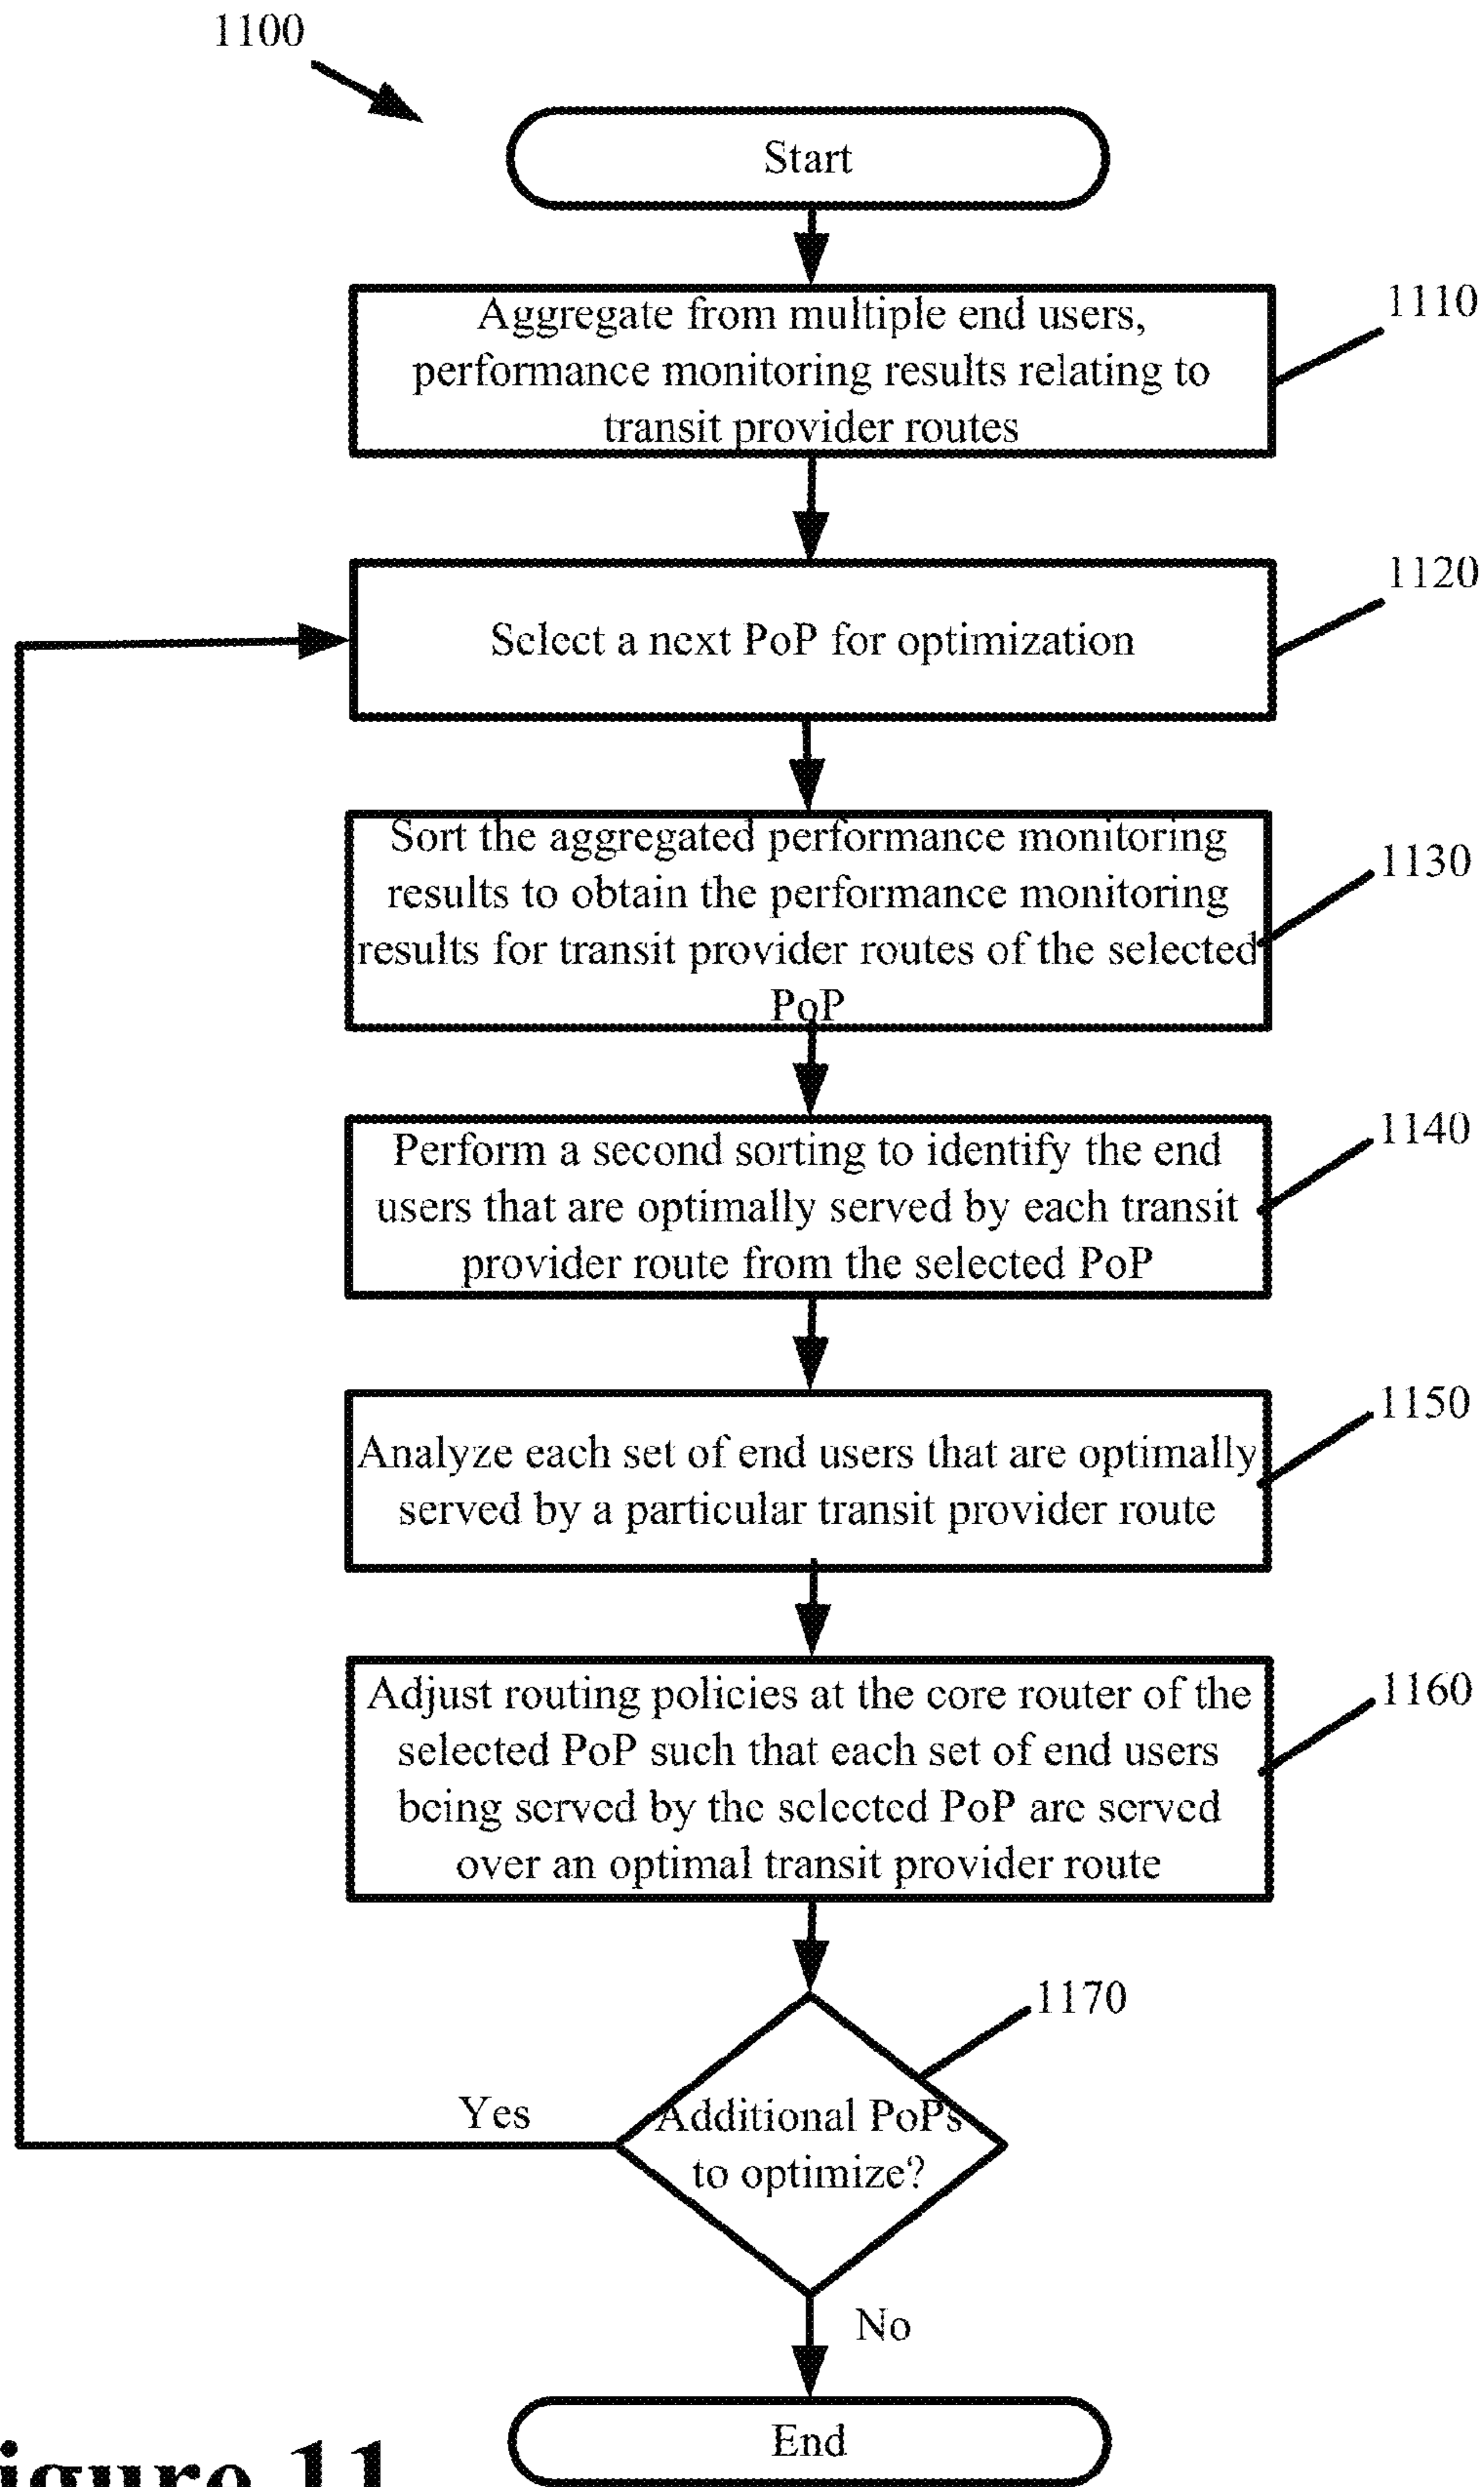 1100
Start
Aggregate from multiple end users,
performance monitoring results relating to
transit provider routes
1110
Select a next PoP for optimization
1120
Sort the aggregated performance monitoring
results to obtain the performance monitoring
results for transit provider routes of the selected
PoP
1130
Perform a second sorting to identify the end
users that are optimally served by each transit
provider route from the selected PoP
1140
Analyze each set of end users that are optimally
served by a particular transit provider route
1150
Adjust routing policies at the core router of the
selected PoP such that each set of end users
being served by the selected PoP are served
over an optimal transit provider route
1160
1170
Additional PoPs
to optimize?
Yes
No
End
igure 11